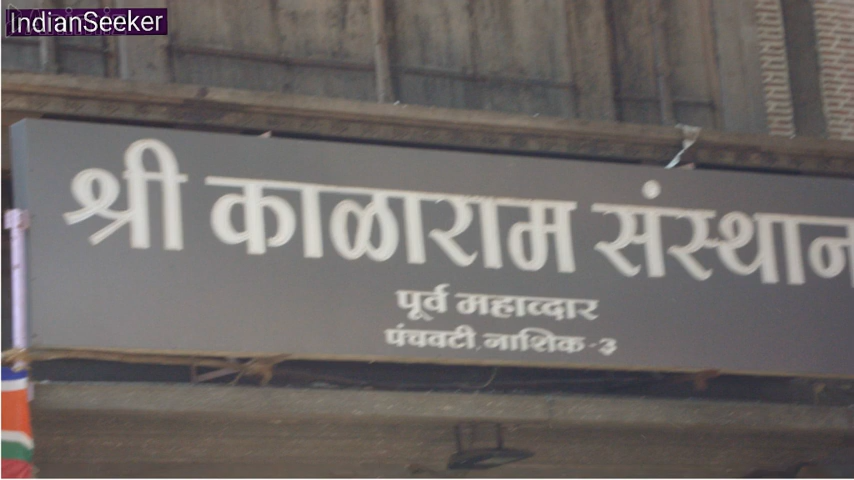 IndianSeeker
श्री काळाराम संस्थान
पूर्व महाव्दार
पंचवटी, नाशिक-३